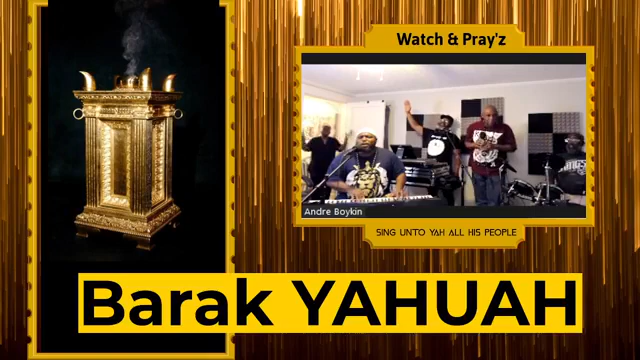 Watch & Pray'z
Andre Boykin
SING UNTO YAH ALL HIS PEOPLE
Barak YAHUAH